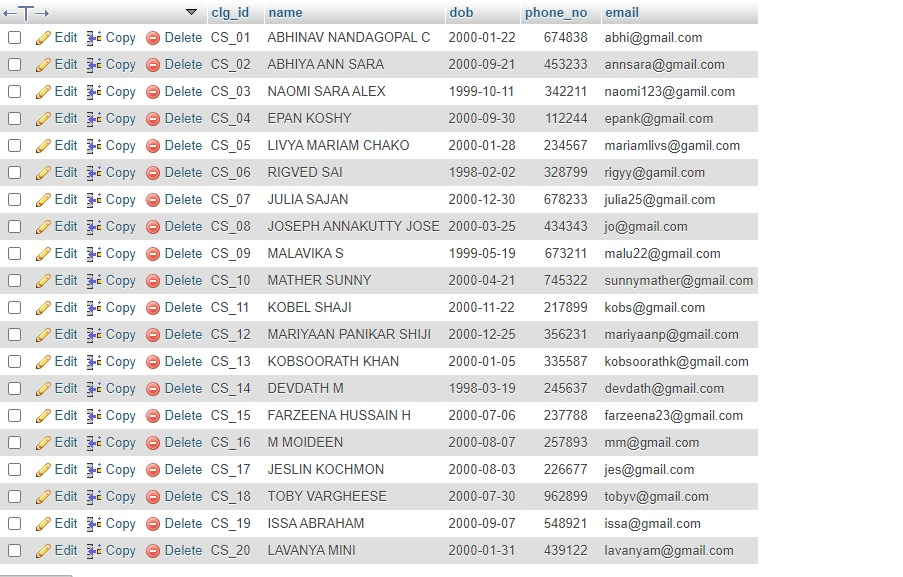 clg_id name dob phone_no email
Edit Copy Delete CS_01 ABHINAV NANDAGOPAL C 2000-01-22 674838 abhi@gmail.com
Edit Copy Delete CS_02 ABHIYA ANN SARA 2000-09-21 453233 annsara@gmail.com
Edit Copy Delete CS_03 NAOMI SARA ALEX 1999-10-11 342211 naomi123@gamil.com
Edit Copy Delete CS_04 EPAN KOSHY 2000-09-30 112244 epank@gmail.com
Edit Copy Delete CS_05 LIVYA MARIAM CHAKO 2000-01-28 234567 mariamlivs@gamil.com
Edit Copy Delete CS_06 RIGVED SAI 1998-02-02 328799 rigyy@gamil.com
Edit Copy Delete CS_07 JULIA SAJAN 2000-12-30 678233 julia25@gmail.com
Edit Copy Delete CS_08 JOSEPH ANNAKUTTY JOSE 2000-03-25 434343 jo@gmail.com
Edit Copy Delete CS_09 MALAVIKA S 1999-05-19 673211 malu22@gmail.com
Edit Copy Delete CS_10 MATHER SUNNY 2000-04-21 745322 sunnymather@gmail.com
Edit Copy Delete CS_11 KOBEL SHAJI 2000-11-22 217899 kobs@gmail.com
Edit Copy Delete CS_12 MARIYAAN PANIKAR SHIJI 2000-12-25 356231 mariyaanp@gmail.com
Edit Copy Delete CS_13 KOBSOORATH KHAN 2000-01-05 335587 kobsoorathk@gmail.com
Edit Copy Delete CS_14 DEVDATH M 1998-03-19 245637 devdath@gmail.com
Edit Copy Delete CS_15 FARZEENA HUSSAIN H 2000-07-06 237788 farzeena23@gmail.com
Edit Copy Delete CS_16 M MOIDEEN 2000-08-07 257893 mm@gmail.com
Edit Copy Delete CS_17 JESLIN KOCHMON 2000-08-03 226677 jes@gmail.com
Edit Copy Delete CS_18 TOBY VARGHEESE 2000-07-30 962899 tobyv@gmail.com
Edit Copy Delete CS_19 ISSA ABRAHAM 2000-09-07 548921 issa@gmail.com
Edit Copy Delete CS_20 LAVANYA MINI 2000-01-31 439122 lavanyam@gmail.com